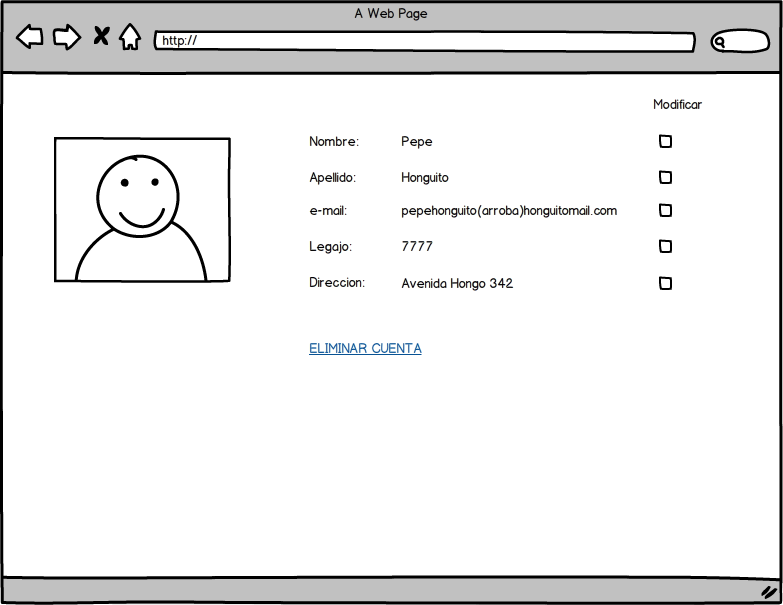 A Web Page
http://
Modificar
Nombre: Pepe
Apellido: Honguito
e-mail: pepehonguito(arroba)honguitomail.com
Legajo: 7777
Direccion: Avenida Hongo 342
ELIMINAR CUENTA